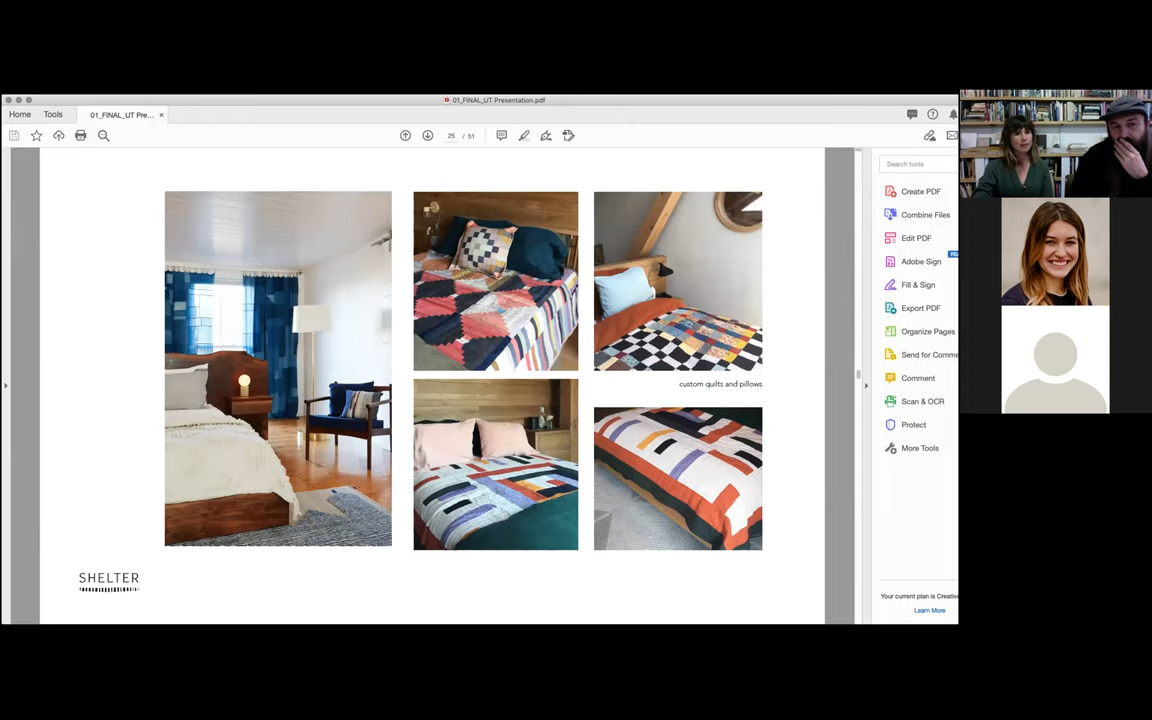 01_FINAL_UT Presentation.pdf
Home
Tools
01_FINAL_UT Pre...
25 / 51
Search tools
Create PDF
Combine Files
Edit PDF
Adobe Sign
Fill & Sign
Export PDF
Organize Pages
Send for Comme
Comment
Scan & OCR
Protect
More Tools
custom quilts and pillows
SHELTER
Your current plan is Creative
Learn More